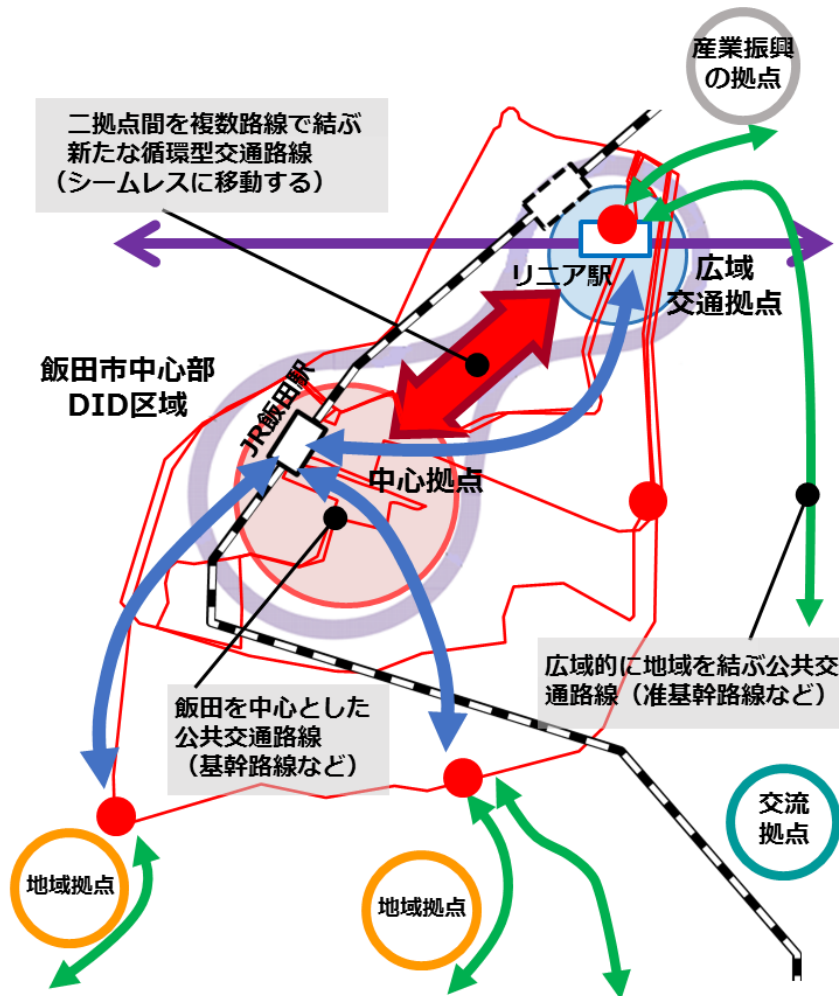 産業振興
の拠点
二拠点間を複数路線で結ぶ
新たな循環型交通路線
（シームレスに移動する）
リニア駅
広域
交通拠点
飯田市中心部
DID区域
JR飯田駅
中心拠点
広域的に地域を結ぶ公共交
通路線（准基幹路線など）
飯田を中心とした
公共交通路線
（基幹路線など）
交流
拠点
地域拠点
地域拠点